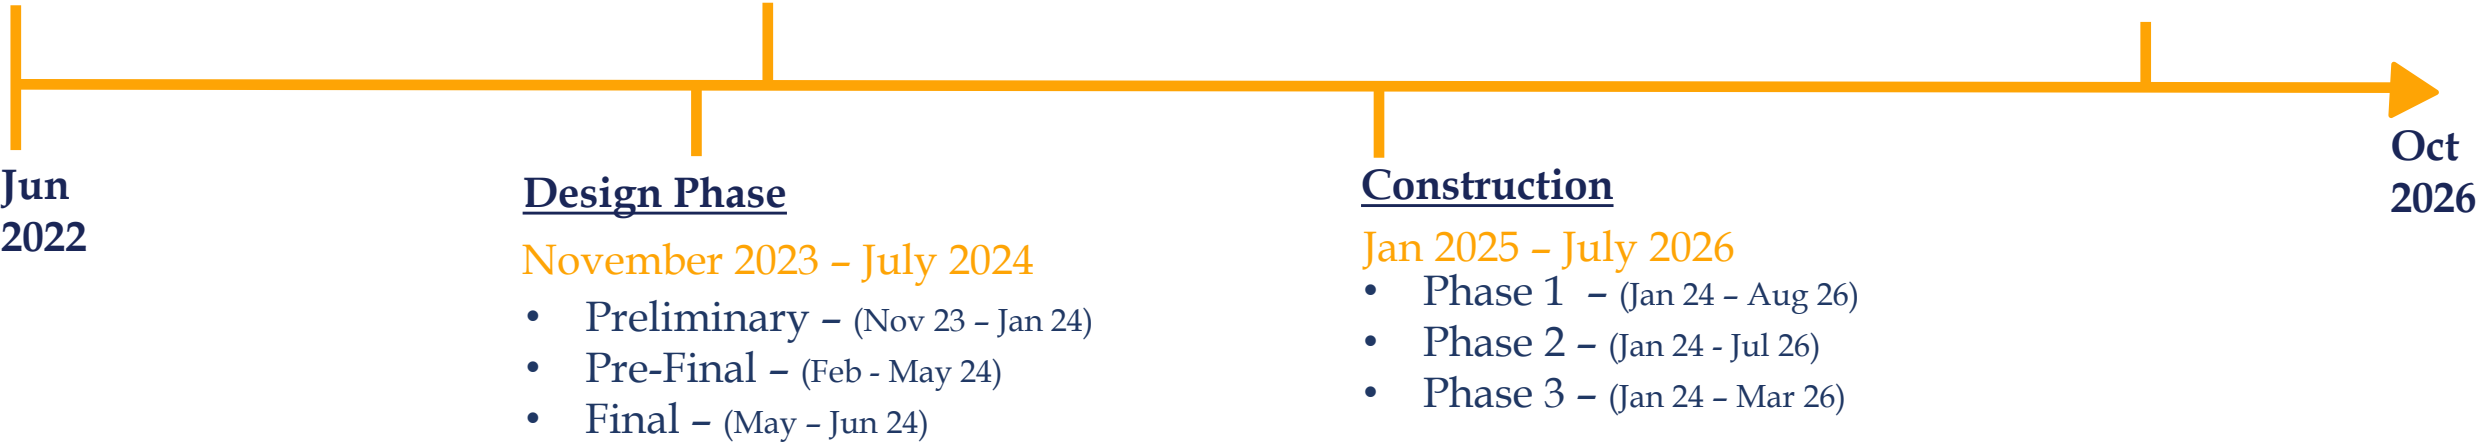 Jun
2022
Design Phase
November 2023 – July 2024
• Preliminary – (Nov 23 – Jan 24)
• Pre-Final – (Feb - May 24)
• Final – (May – Jun 24)
Construction
Jan 2025 – July 2026
• Phase 1 – (Jan 24 – Aug 26)
• Phase 2 – (Jan 24 - Jul 26)
• Phase 3 – (Jan 24 – Mar 26)
Oct
2026